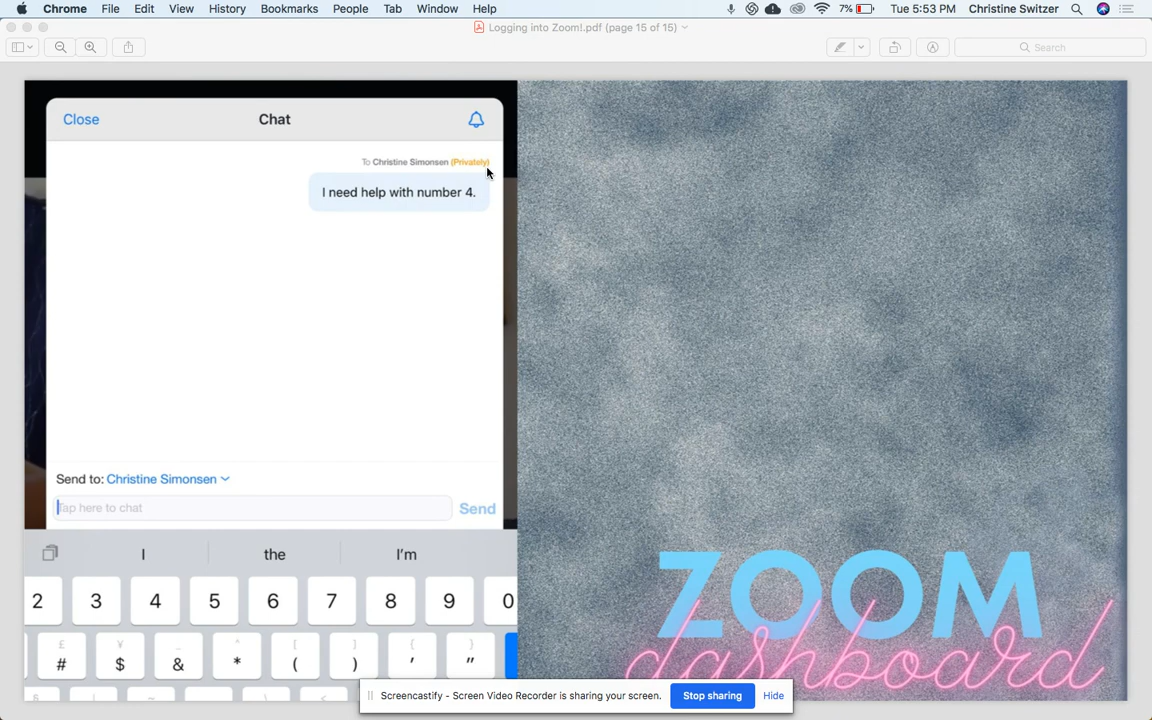 Chrome File Edit View History Bookmarks People Tab Window Help 7% Tue 5:53 PM Christine Switzer
Logging into Zoom!.pdf (page 15 of 15)
Search
Close Chat
To Christine Simonsen (Privately)
I need help with number 4.
Send to: Christine Simonsen
Tap here to chat Send
I the I'm
2 3 4 5 6 7 8 9 0
£ ¥ _ ^ [ ] { }
# $ & * ( ) ' "
§ | ~ … \ <
ZOOM
dashboard
Screencastify - Screen Video Recorder is sharing your screen. Stop sharing Hide